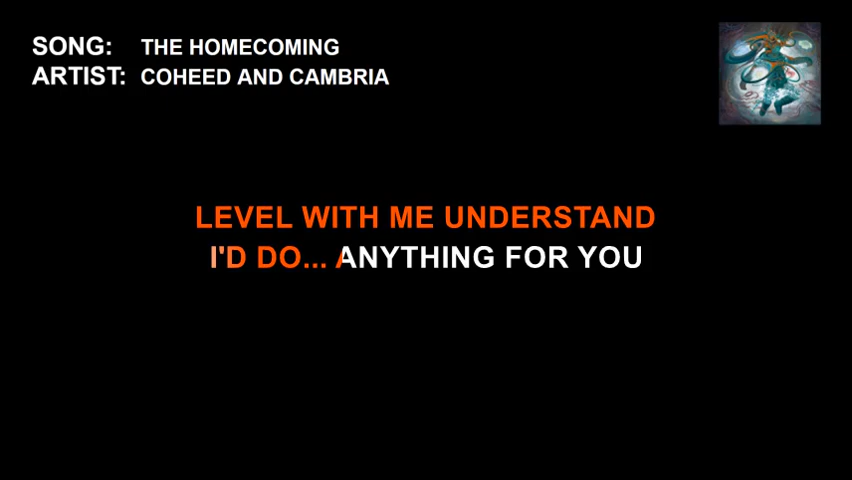 SONG: THE HOMECOMING
ARTIST: COHEED AND CAMBRIA
LEVEL WITH ME UNDERSTAND
I'D DO... ANYTHING FOR YOU